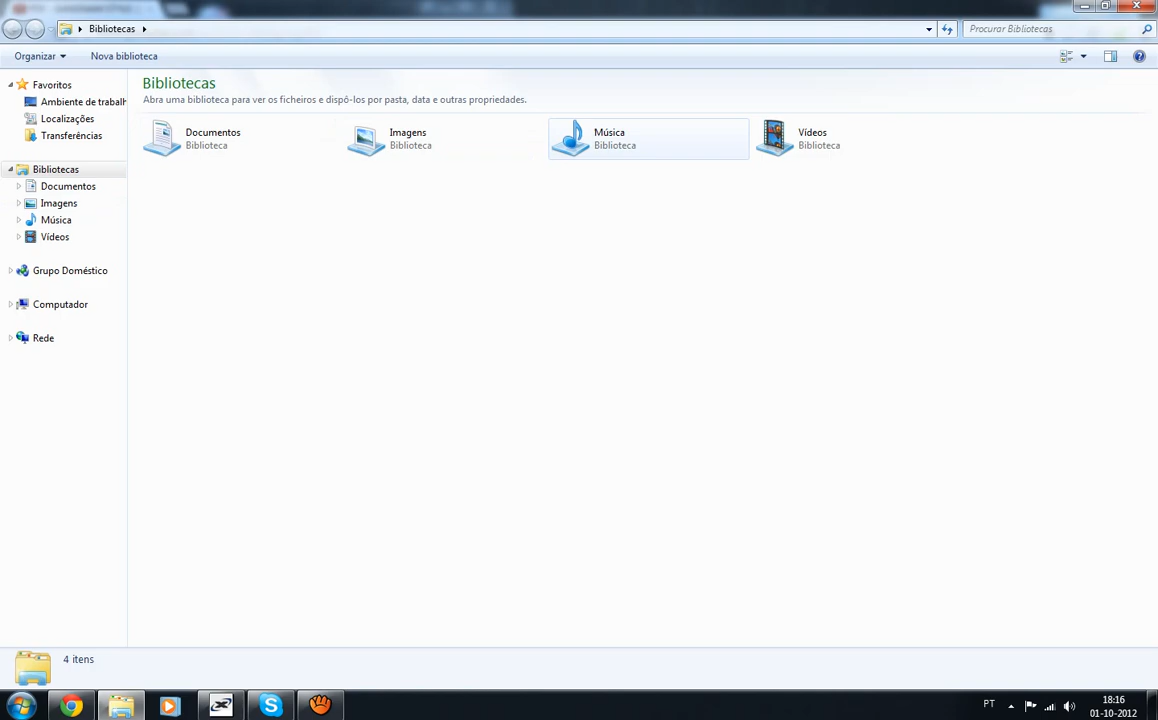 Bibliotecas
Procurar Bibliotecas
Organizar
Nova biblioteca
Favoritos
Ambiente de trabalh
Localizações
Transferências
Bibliotecas
Documentos
Imagens
Música
Vídeos
Grupo Doméstico
Computador
Rede
Bibliotecas
Abra uma biblioteca para ver os ficheiros e dispô-los por pasta, data e outras propriedades.
Documentos
Biblioteca
Imagens
Biblioteca
Música
Biblioteca
Vídeos
Biblioteca
4 itens
PT
18:16
01-10-2012